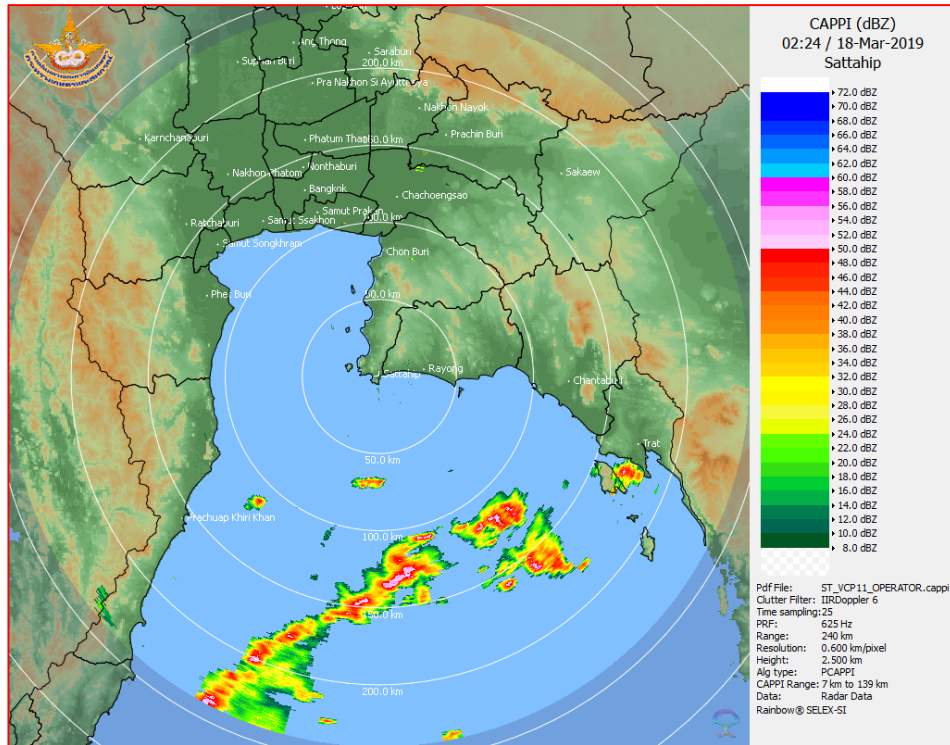 Ang Thong
Saraburi
Suphan Buri
200.0 km
Pra Nakhon Si Ayuttaya
Nakhon Nayok
Karnchanaburi
Prachin Buri
Nonthaburi
Nakhon Phatom
Sakaew
Bangkok
Chachoengsao
Samut Prakan
Ratchaburi
Samut Ssakhon
100.0 km
Samut Songkhram
Chon Buri
Phet Buri
50.0 km
Rayong
Sattahip
Trat
50.0 km
Prachuap Khiri Khan
100.0 km
150.0 km
200.0 km
CAPPI (dBZ)
02:24 / 18-Mar-2019
Sattahip
72.0 dBZ
70.0 dBZ
68.0 dBZ
66.0 dBZ
64.0 dBZ
62.0 dBZ
60.0 dBZ
58.0 dBZ
56.0 dBZ
54.0 dBZ
52.0 dBZ
50.0 dBZ
48.0 dBZ
46.0 dBZ
44.0 dBZ
42.0 dBZ
40.0 dBZ
38.0 dBZ
36.0 dBZ
34.0 dBZ
32.0 dBZ
30.0 dBZ
28.0 dBZ
26.0 dBZ
24.0 dBZ
22.0 dBZ
20.0 dBZ
18.0 dBZ
16.0 dBZ
14.0 dBZ
12.0 dBZ
10.0 dBZ
8.0 dBZ
Pdf File: ST_VCP11_OPERATOR.cappi
Clutter Filter: IIRDoppler 6
Time sampling:25
PRF: 625 Hz
Range: 240 km
Resolution: 0.600 km/pixel
Height: 2.500 km
Alg type: PCAPPI
CAPPI Range: 7 km to 139 km
Data: Radar Data
Rainbow® SELEX-SI